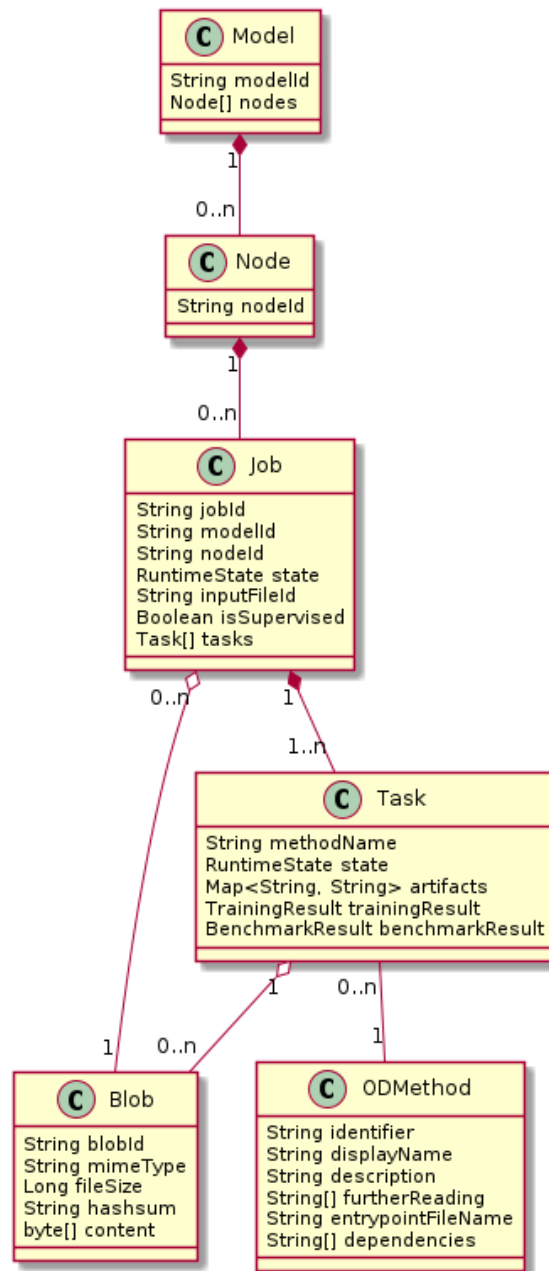 C Model
String modelId
Node[] nodes
1
0..n
C Node
String nodeId
1
0..n
C Job
String jobId
String modelId
String nodeId
RuntimeState state
String inputFileId
Boolean isSupervised
Task[] tasks
0..n
1
1..n
C Task
String methodName
RuntimeState state
Map<String, String> artifacts
TrainingResult trainingResult
BenchmarkResult benchmarkResult
1
0..n
1
0..n
1
C Blob
String blobId
String mimeType
Long fileSize
String hashsum
byte[] content
C ODMethod
String identifier
String displayName
String description
String[] furtherReading
String entrypointFileName
String[] dependencies